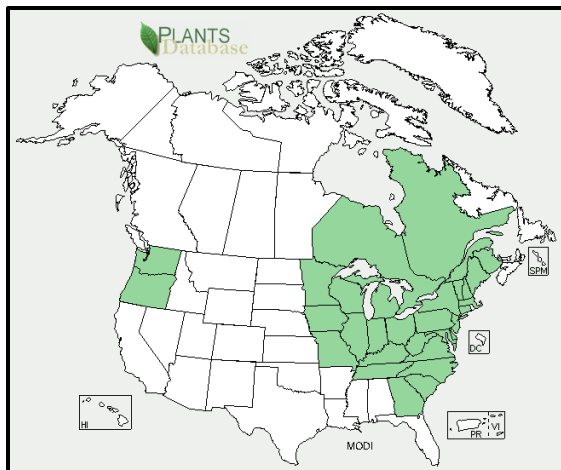 PLANTS
Database
SPM
DC
HI
PR
VI
MODI